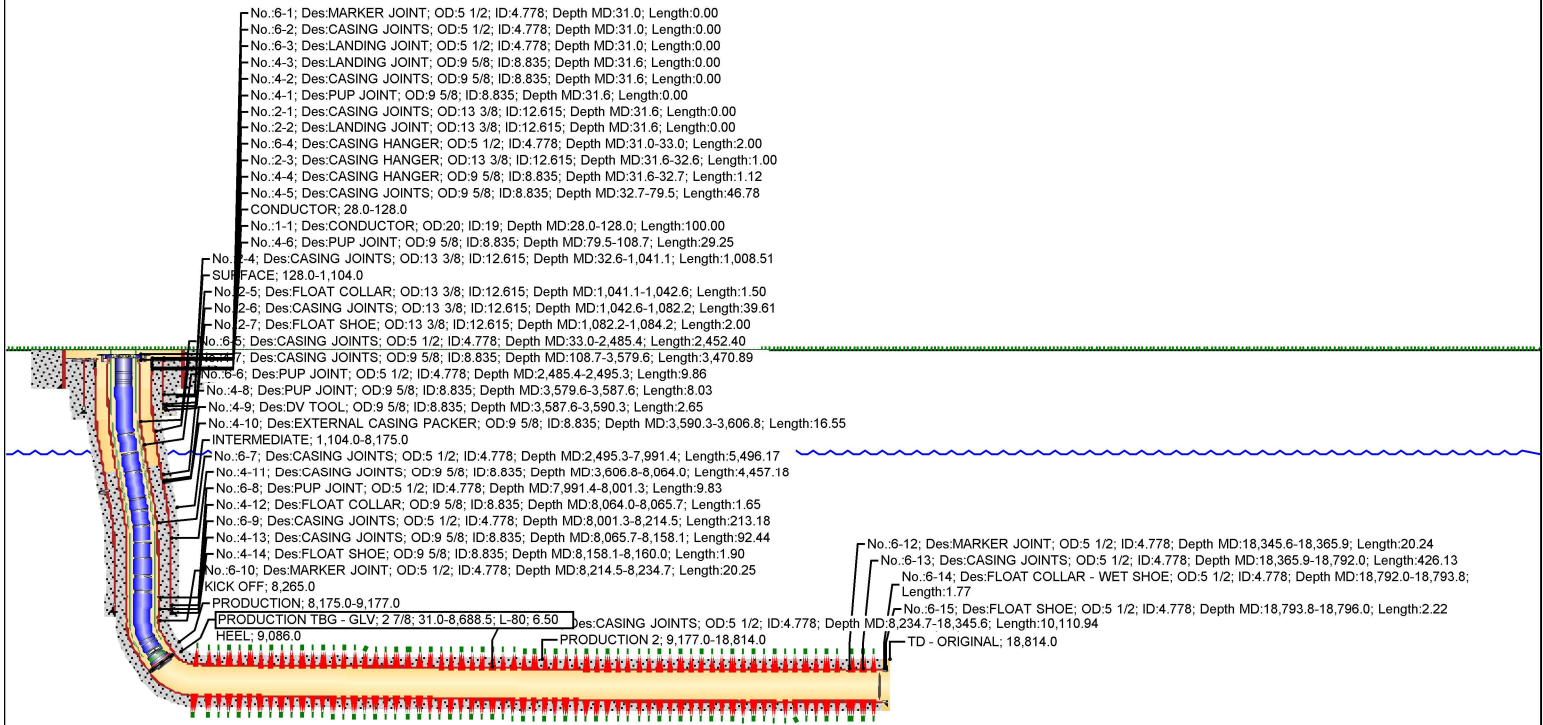 No.:6-1; Des:MARKER JOINT; OD:5 1/2; ID:4.778; Depth MD:31.0; Length:0.00
No.:6-2; Des:CASING JOINTS; OD:5 1/2; ID:4.778; Depth MD:31.0; Length:0.00
No.:6-3; Des:LANDING JOINT; OD:5 1/2; ID:4.778; Depth MD:31.0; Length:0.00
No.:4-3; Des:LANDING JOINT; OD:9 5/8; ID:8.835; Depth MD:31.6; Length:0.00
No.:4-2; Des:CASING JOINTS; OD:9 5/8; ID:8.835; Depth MD:31.6; Length:0.00
No.:4-1; Des:PUP JOINT; OD:9 5/8; ID:8.835; Depth MD:31.6; Length:0.00
No.:2-1; Des:CASING JOINTS; OD:13 3/8; ID:12.615; Depth MD:31.6; Length:0.00
No.:2-2; Des:LANDING JOINT; OD:13 3/8; ID:12.615; Depth MD:31.6; Length:0.00
No.:6-4; Des:CASING HANGER; OD:5 1/2; ID:4.778; Depth MD:31.0-33.0; Length:2.00
No.:2-3; Des:CASING HANGER; OD:13 3/8; ID:12.615; Depth MD:31.6-32.6; Length:1.00
No.:4-4; Des:CASING HANGER; OD:9 5/8; ID:8.835; Depth MD:31.6-32.7; Length:1.12
No.:4-5; Des:CASING JOINTS; OD:9 5/8; ID:8.835; Depth MD:32.7-79.5; Length:46.78
CONDUCTOR; 28.0-128.0
No.:1-1; Des:CONDUCTOR; OD:20; ID:19; Depth MD:28.0-128.0; Length:100.00
No.:4-6; Des:PUP JOINT; OD:9 5/8; ID:8.835; Depth MD:79.5-108.7; Length:29.25
No.:2-4; Des:CASING JOINTS; OD:13 3/8; ID:12.615; Depth MD:32.6-1,041.1; Length:1,008.51
SURFACE; 128.0-1,104.0
No.:2-5; Des:FLOAT COLLAR; OD:13 3/8; ID:12.615; Depth MD:1,041.1-1,042.6; Length:1.50
No.:2-6; Des:CASING JOINTS; OD:13 3/8; ID:12.615; Depth MD:1,042.6-1,082.2; Length:39.61
No.:2-7; Des:FLOAT SHOE; OD:13 3/8; ID:12.615; Depth MD:1,082.2-1,084.2; Length:2.00
No.:6-5; Des:CASING JOINTS; OD:5 1/2; ID:4.778; Depth MD:33.0-2,485.4; Length:2,452.40
No.:4-7; Des:CASING JOINTS; OD:9 5/8; ID:8.835; Depth MD:108.7-3,579.6; Length:3,470.89
No.:6-6; Des:PUP JOINT; OD:5 1/2; ID:4.778; Depth MD:2,485.4-2,495.3; Length:9.86
No.:4-8; Des:PUP JOINT; OD:9 5/8; ID:8.835; Depth MD:3,579.6-3,587.6; Length:8.03
No.:4-9; Des:DV TOOL; OD:9 5/8; ID:8.835; Depth MD:3,587.6-3,590.3; Length:2.65
No.:4-10; Des:EXTERNAL CASING PACKER; OD:9 5/8; ID:8.835; Depth MD:3,590.3-3,606.8; Length:16.55
INTERMEDIATE; 1,104.0-8,175.0
No.:6-7; Des:CASING JOINTS; OD:5 1/2; ID:4.778; Depth MD:2,495.3-7,991.4; Length:5,496.17
No.:4-11; Des:CASING JOINTS; OD:9 5/8; ID:8.835; Depth MD:3,606.8-8,064.0; Length:4,457.18
No.:6-8; Des:PUP JOINT; OD:5 1/2; ID:4.778; Depth MD:7,991.4-8,001.3; Length:9.83
No.:4-12; Des:FLOAT COLLAR; OD:9 5/8; ID:8.835; Depth MD:8,064.0-8,065.7; Length:1.65
No.:6-9; Des:CASING JOINTS; OD:5 1/2; ID:4.778; Depth MD:8,001.3-8,214.5; Length:213.18
No.:4-13; Des:CASING JOINTS; OD:9 5/8; ID:8.835; Depth MD:8,065.7-8,158.1; Length:92.44
No.:4-14; Des:FLOAT SHOE; OD:9 5/8; ID:8.835; Depth MD:8,158.1-8,160.0; Length:1.90
No.:6-10; Des:MARKER JOINT; OD:5 1/2; ID:4.778; Depth MD:8,214.5-8,234.7; Length:20.25
KICK OFF; 8,265.0
PRODUCTION; 8,175.0-9,177.0
PRODUCTION TBG - GLV; 2 7/8; 31.0-8,688.5; L-80; 6.50
Des:CASING JOINTS; OD:5 1/2; ID:4.778; Depth MD:8,234.7-18,345.6; Length:10,110.94
HEEL; 9,086.0
PRODUCTION 2; 9,177.0-18,814.0
No.:6-12; Des:MARKER JOINT; OD:5 1/2; ID:4.778; Depth MD:18,345.6-18,365.9; Length:20.24
No.:6-13; Des:CASING JOINTS; OD:5 1/2; ID:4.778; Depth MD:18,365.9-18,792.0; Length:426.13
No.:6-14; Des:FLOAT COLLAR - WET SHOE; OD:5 1/2; ID:4.778; Depth MD:18,792.0-18,793.8;
Length:1.77
No.:6-15; Des:FLOAT SHOE; OD:5 1/2; ID:4.778; Depth MD:18,793.8-18,796.0; Length:2.22
TD - ORIGINAL; 18,814.0